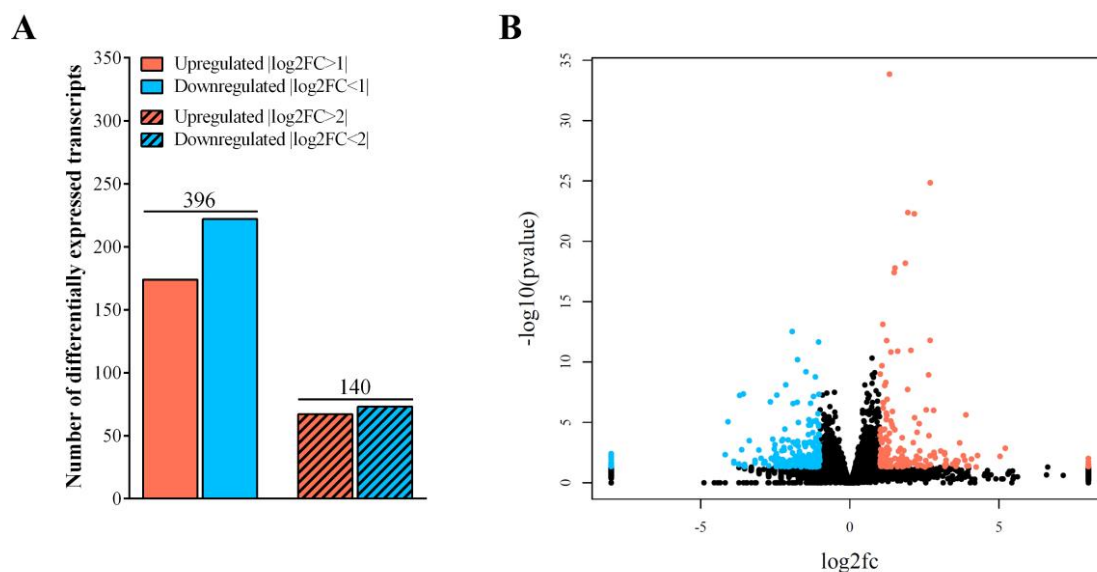 A
Number of differentially expressed transcripts
350
300
250
200
150
100
50
0
Upregulated |log2FC>1|
Downregulated |log2FC<1|
Upregulated |log2FC>2|
Downregulated |log2FC<2|
396
140
B
-log10(pvalue)
35
30
25
20
15
10
5
0
-5
0
5
log2fc